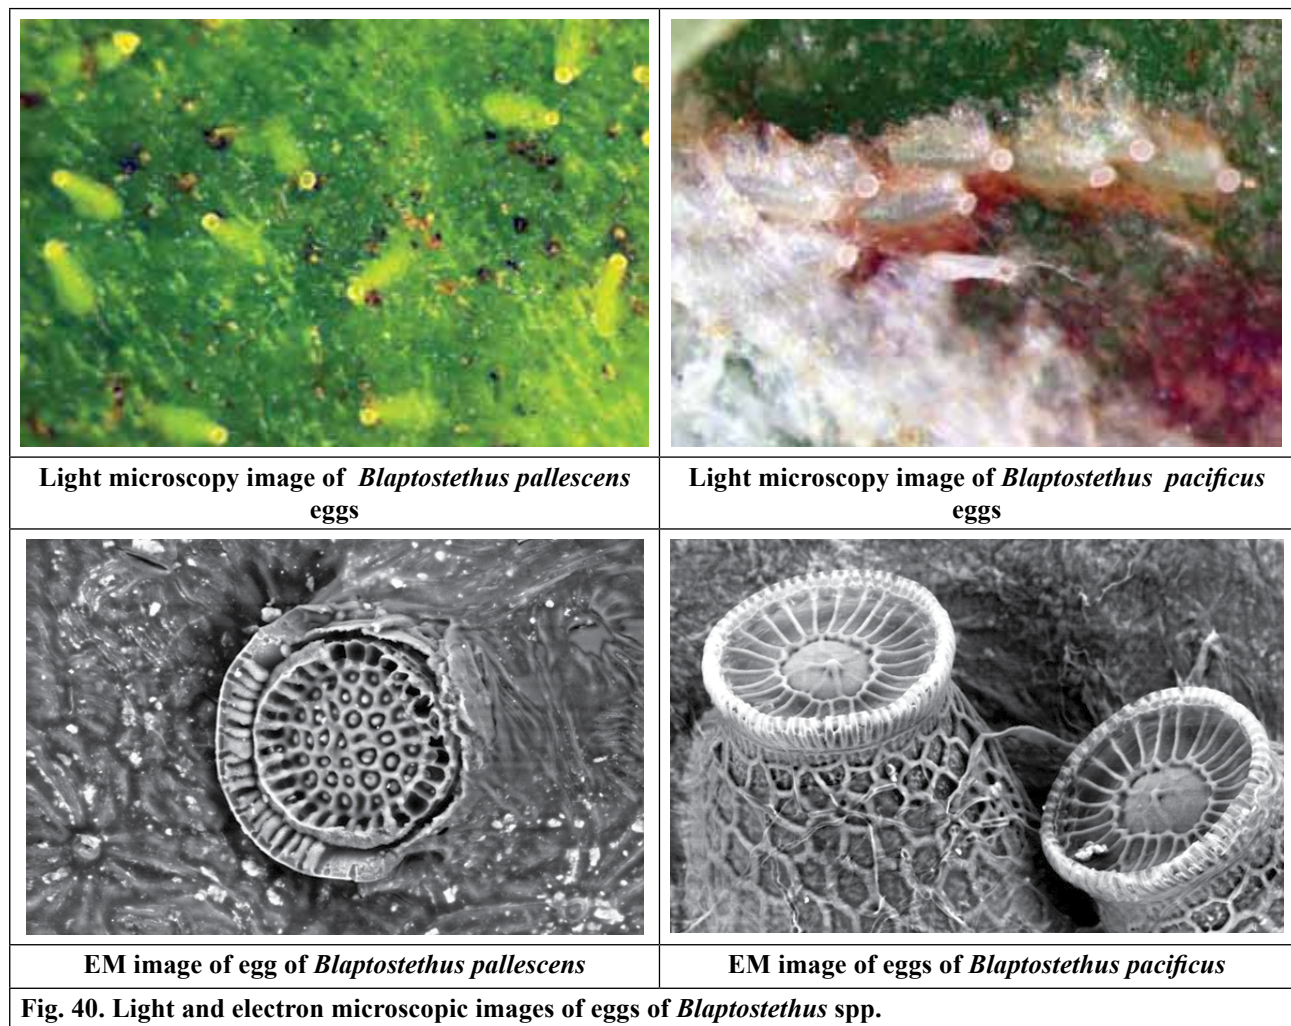 Light microscopy image of Blaptostethus pallescens
eggs
Light microscopy image of Blaptostethus pacificus
eggs
EM image of egg of Blaptostethus pallescens
EM image of eggs of Blaptostethus pacificus
Fig. 40. Light and electron microscopic images of eggs of Blaptostethus spp.